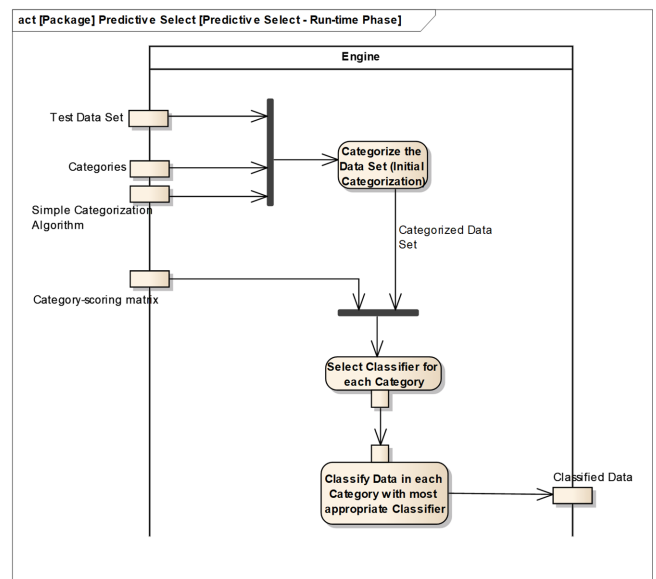 act [Package] Predictive Select [Predictive Select - Run-time Phase]
Engine
Test Data Set
Categories
Simple Categorization
Algorithm
Categorize the
Data Set (Initial
Categorization)
Categorized Data
Set
Category-scoring matrix
Select Classifier for
each Category
Classify Data in each
Category with most
appropriate Classifier
Classified Data